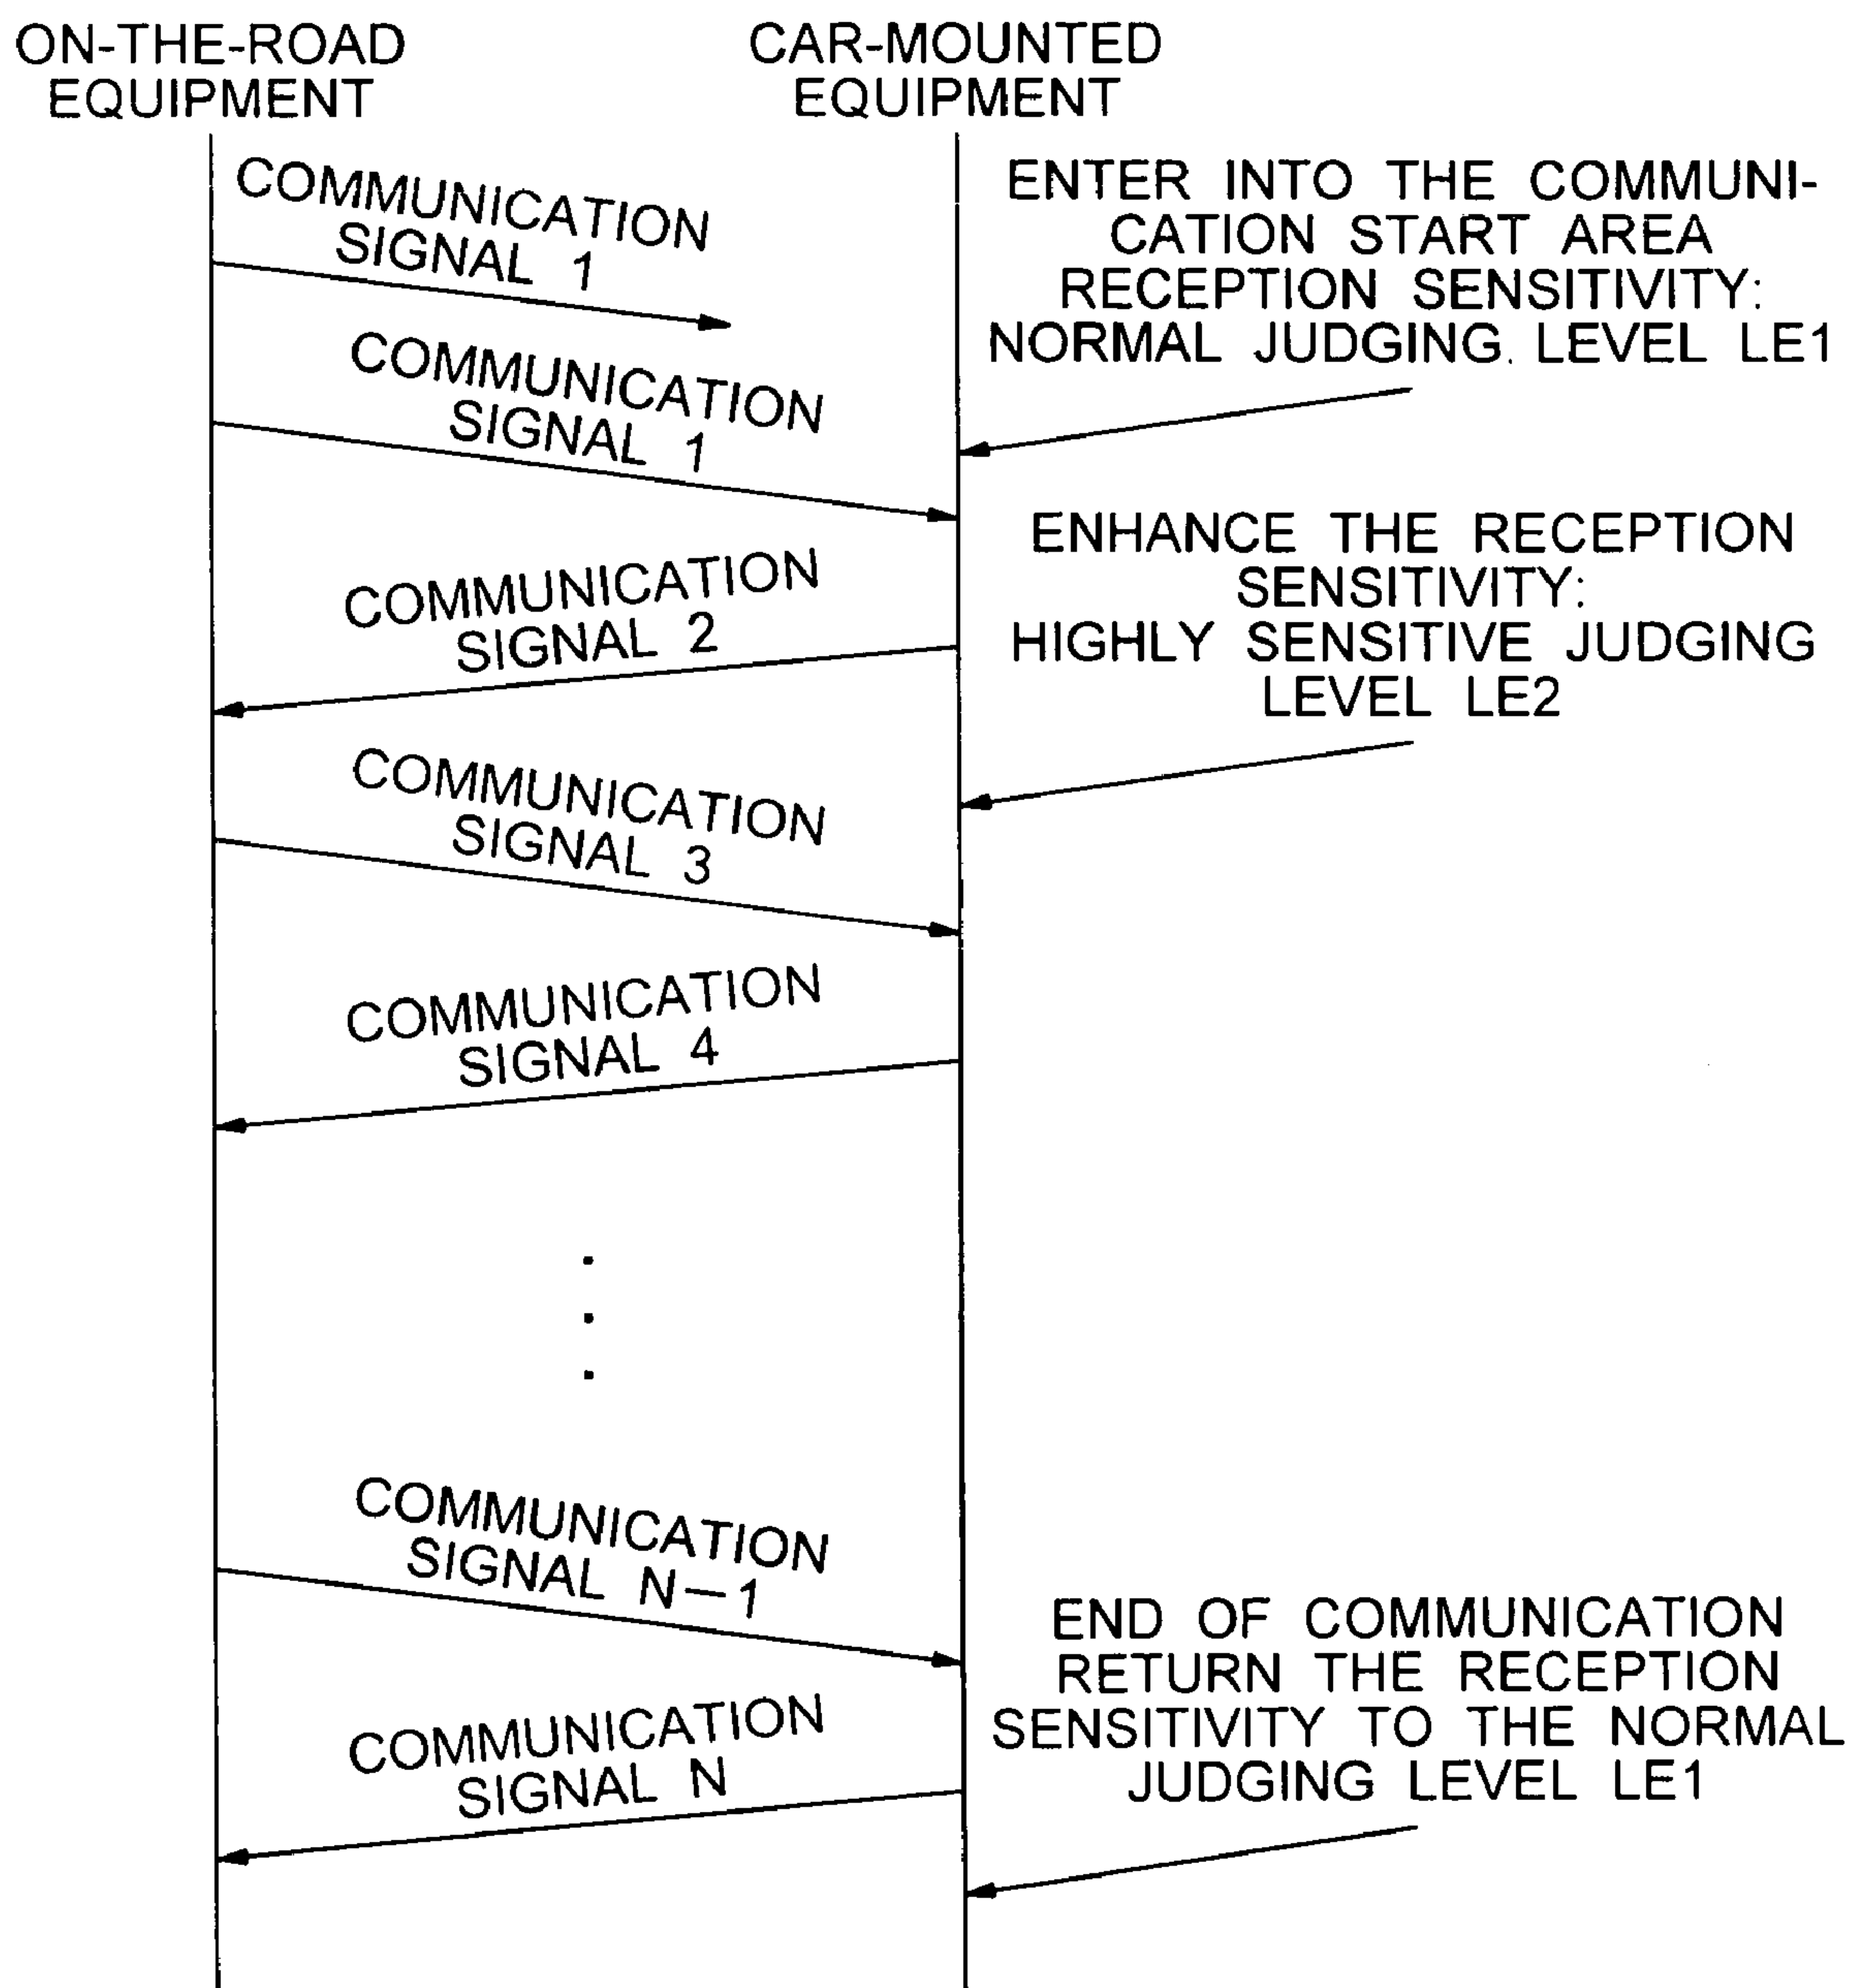 ON-THE-ROAD
EQUIPMENT
CAR-MOUNTED
EQUIPMENT
COMMUNICATION
SIGNAL 1
ENTER INTO THE COMMUNI-
CATION START AREA
RECEPTION SENSITIVITY:
NORMAL JUDGING. LEVEL LE1
COMMUNICATION
SIGNAL 1
COMMUNICATION
SIGNAL 2
ENHANCE THE RECEPTION
SENSITIVITY:
HIGHLY SENSITIVE JUDGING
LEVEL LE2
COMMUNICATION
SIGNAL 3
COMMUNICATION
SIGNAL 4
COMMUNICATION
SIGNAL N—1
COMMUNICATION
SIGNAL N
END OF COMMUNICATION
RETURN THE RECEPTION
SENSITIVITY TO THE NORMAL
JUDGING LEVEL LE1